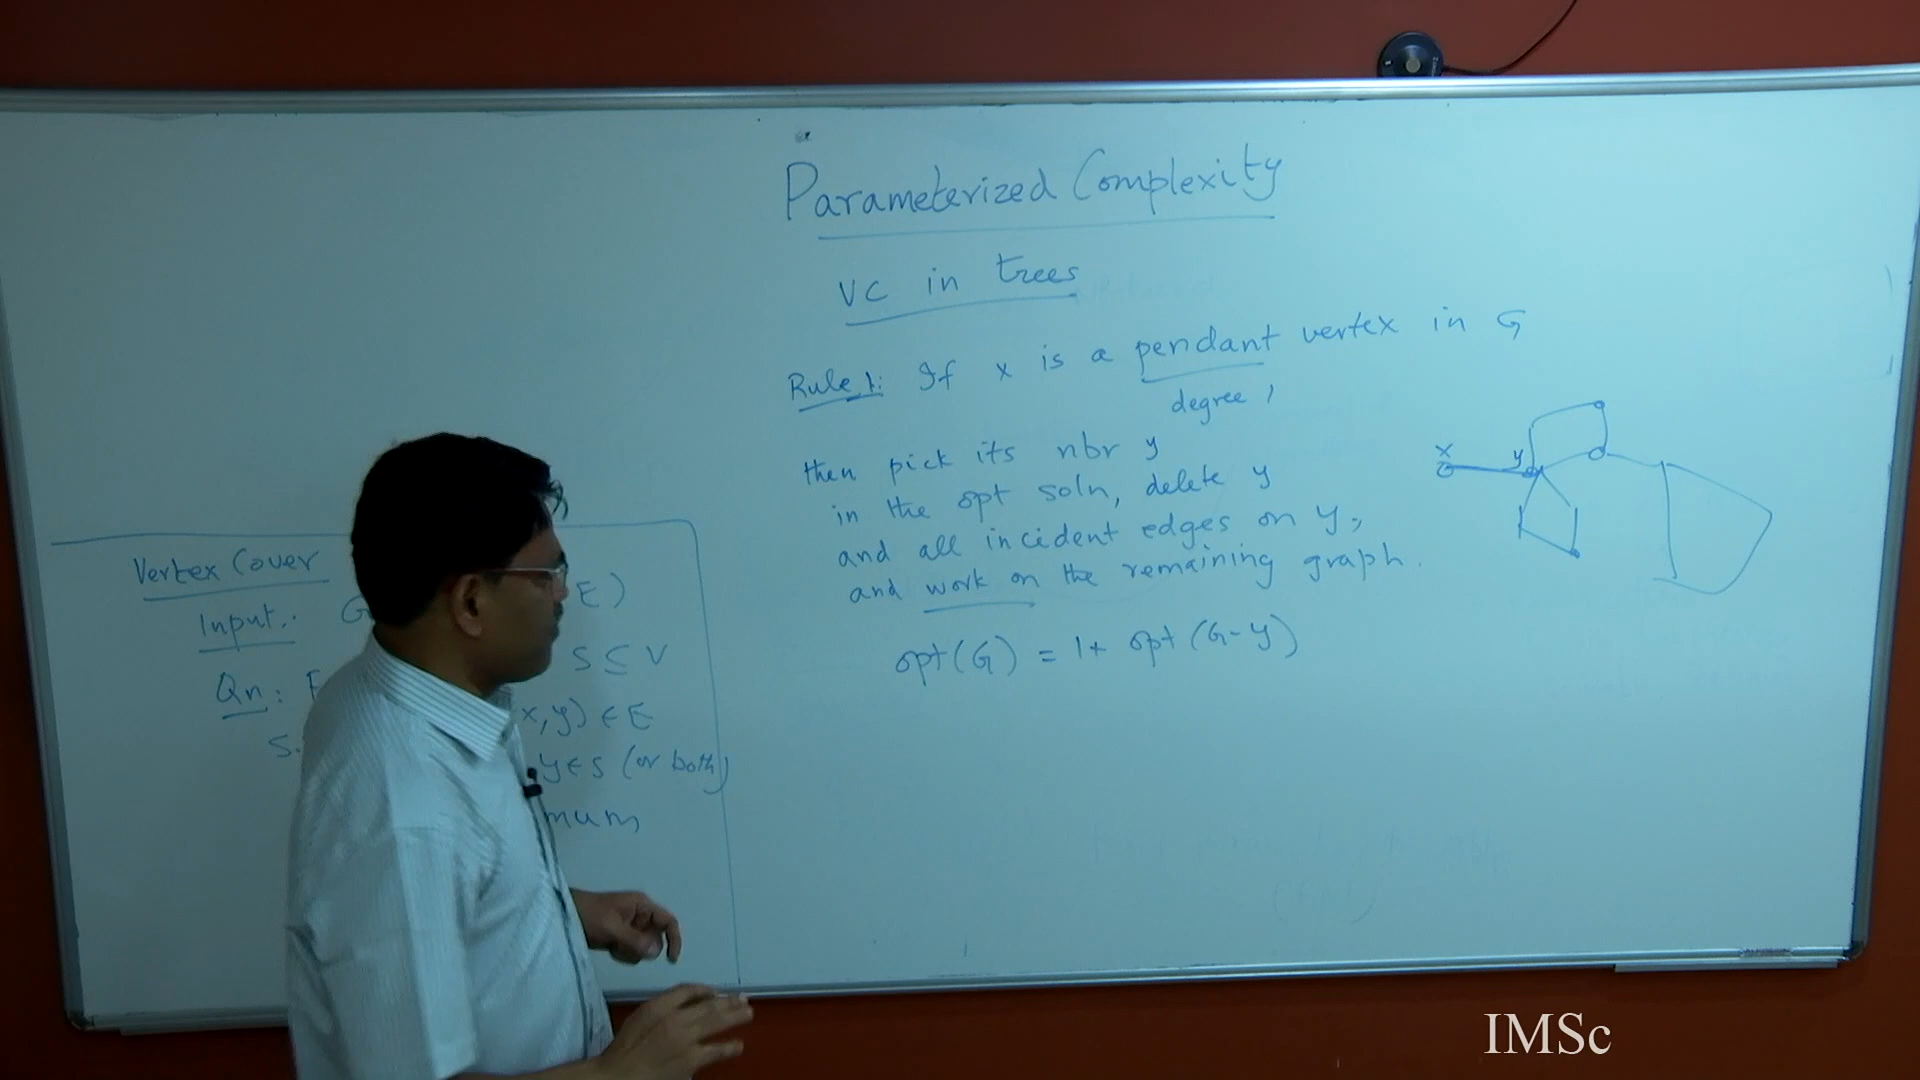 Parameterized Complexity
VC in trees
Rule 1: If x is a pendant vertex in G
degree 1
then pick its nbr y
in the opt soln, delete y
and all incident edges on y,
and work on the remaining graph.
opt(G) = 1+ opt(G-y)
x
y
Vertex Cover
Input: G E)
Qn: F S ⊆ V
S. x,y) ∈ E
y ∈ S (or both)
mum
IMSc